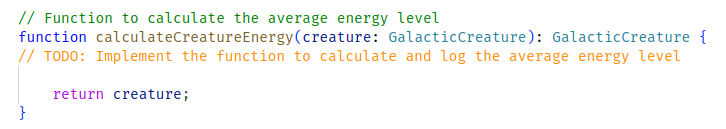 // Function to calculate the average energy level
function calculateCreatureEnergy(creature: GalacticCreature): GalacticCreature {
// TODO: Implement the function to calculate and log the average energy level
return creature;
}